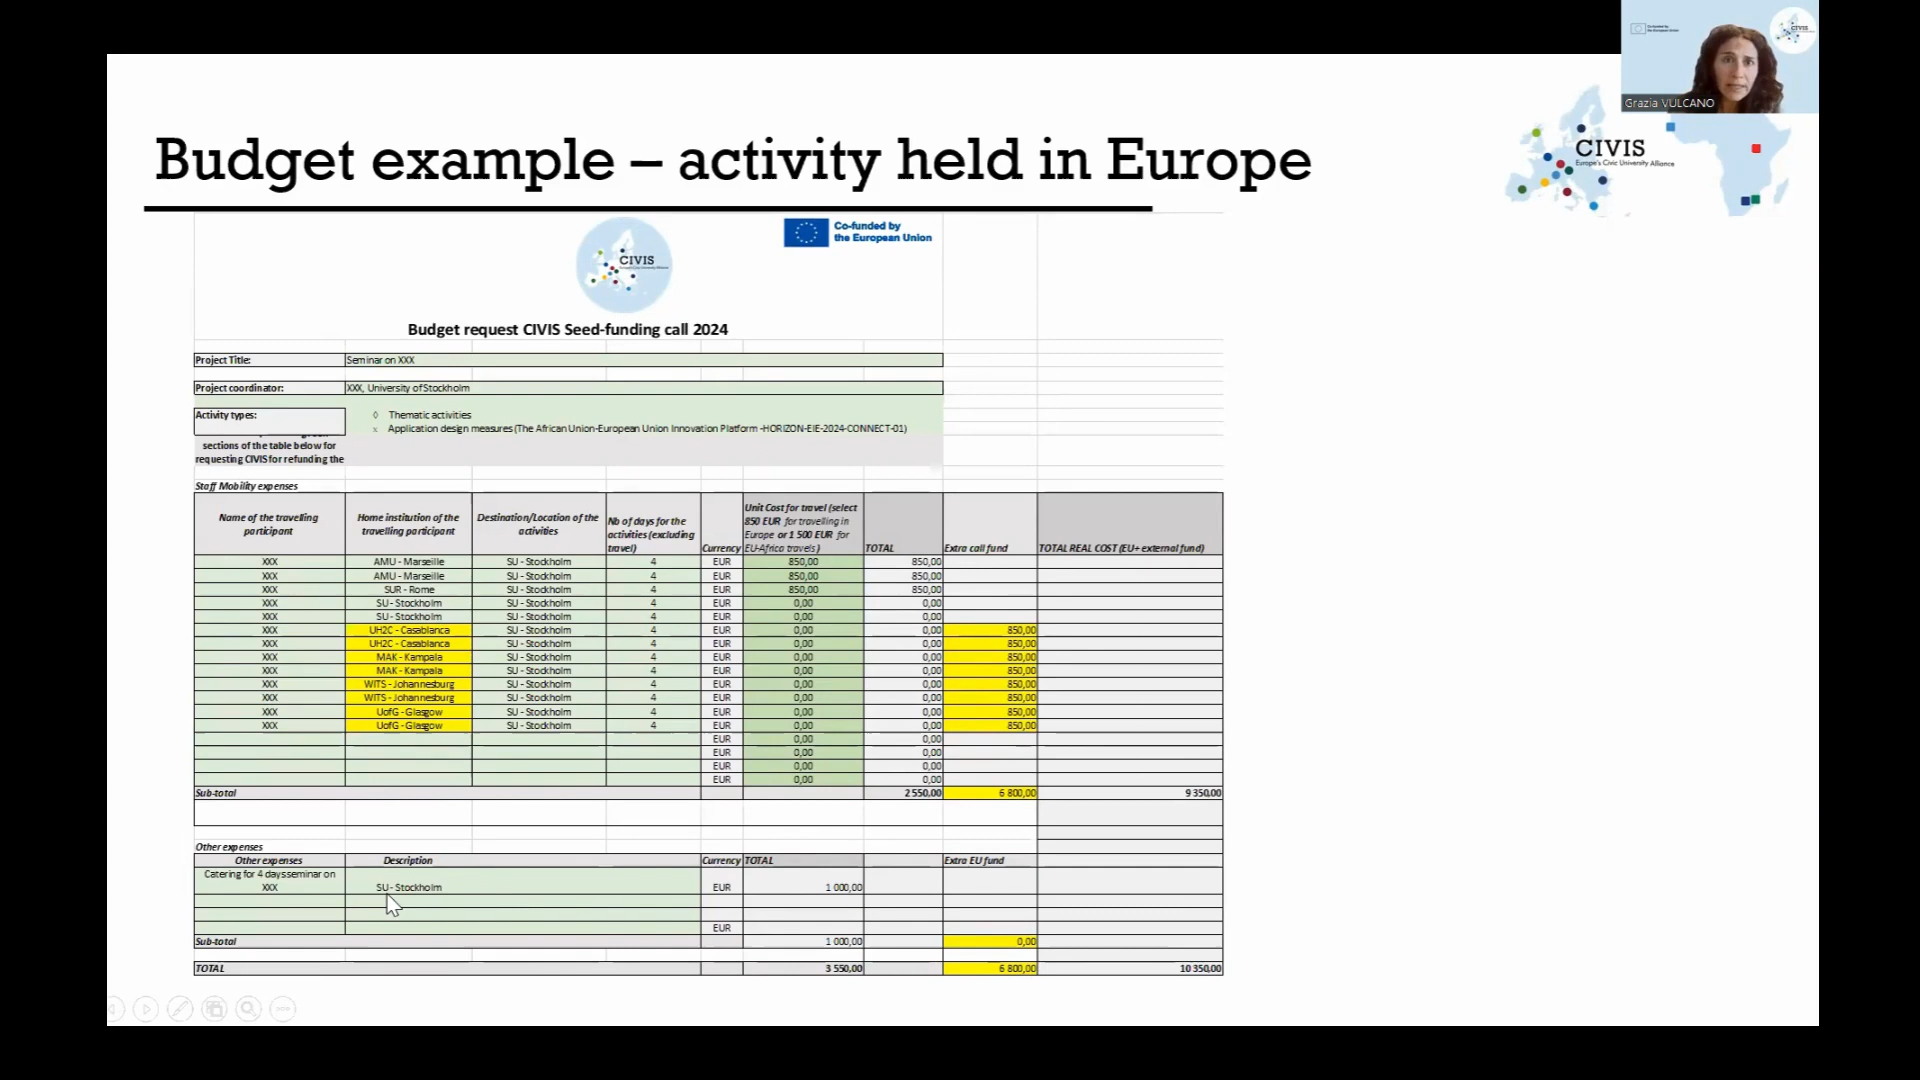 Grazia VULCANO
Budget example – activity held in Europe
CIVIS
Europe's Civic University Alliance
CIVIS
Co-funded by
the European Union
Budget request CIVIS Seed-funding call 2024
Project Title: Seminar on XXX
Project coordinator: XXX, University of Stockholm
Activity types: ◊ Thematic activities
x Application design measures (The African Union-European Union Innovation Platform -HORIZON-EIE-2024-CONNECT-01)
sections of the table below for
requesting CIVIS for refunding the
Staff Mobility expenses
Name of the travelling participant Home institution of the travelling participant Destination/Location of the activities Nb of days for the activities (excluding travel) Currency Unit Cost for travel (select 850 EUR for travelling in Europe or 1 500 EUR for EU-Africa travels) TOTAL Extra call fund TOTAL REAL COST (EU+ external fund)
XXX AMU - Marseille SU - Stockholm 4 EUR 850,00 850,00
XXX AMU - Marseille SU - Stockholm 4 EUR 850,00 850,00
XXX SUR - Rome SU - Stockholm 4 EUR 850,00 850,00
XXX SU - Stockholm SU - Stockholm 4 EUR 0,00 0,00
XXX SU - Stockholm SU - Stockholm 4 EUR 0,00 0,00
XXX UH2C - Casablanca SU - Stockholm 4 EUR 0,00 0,00 850,00
XXX UH2C - Casablanca SU - Stockholm 4 EUR 0,00 0,00 850,00
XXX MAK - Kampala SU - Stockholm 4 EUR 0,00 0,00 850,00
XXX MAK - Kampala SU - Stockholm 4 EUR 0,00 0,00 850,00
XXX WITS - Johannesburg SU - Stockholm 4 EUR 0,00 0,00 850,00
XXX WITS - Johannesburg SU - Stockholm 4 EUR 0,00 0,00 850,00
XXX UofG - Glasgow SU - Stockholm 4 EUR 0,00 0,00 850,00
XXX UofG - Glasgow SU - Stockholm 4 EUR 0,00 0,00 850,00
EUR 0,00 0,00
EUR 0,00 0,00
EUR 0,00 0,00
EUR 0,00 0,00
Sub-total 2 550,00 6 800,00 9 350,00
Other expenses
Other expenses Description Currency TOTAL Extra EU fund
Catering for 4 days seminar on
XXX SU - Stockholm EUR 1 000,00
EUR
Sub-total 1 000,00 0,00
TOTAL 3 550,00 6 800,00 10 350,00